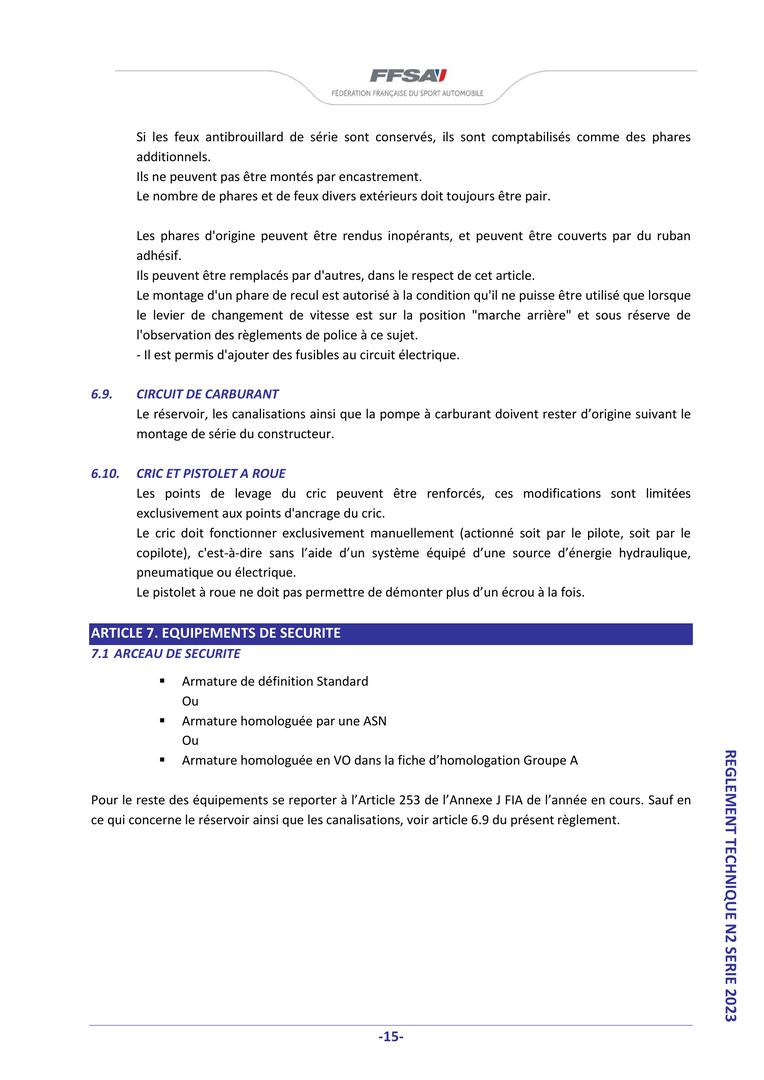 FFSA
FÉDÉRATION FRANÇAISE DU SPORT AUTOMOBILE
Si les feux antibrouillard de série sont conservés, ils sont comptabilisés comme des phares
additionnels.
Ils ne peuvent pas être montés par encastrement.
Le nombre de phares et de feux divers extérieurs doit toujours être pair.
Les phares d'origine peuvent être rendus inopérants, et peuvent être couverts par du ruban
adhésif.
Ils peuvent être remplacés par d'autres, dans le respect de cet article.
Le montage d'un phare de recul est autorisé à la condition qu'il ne puisse être utilisé que lorsque
le levier de changement de vitesse est sur la position "marche arrière" et sous réserve de
l'observation des règlements de police à ce sujet.
- Il est permis d'ajouter des fusibles au circuit électrique.
6.9. CIRCUIT DE CARBURANT
Le réservoir, les canalisations ainsi que la pompe à carburant doivent rester d’origine suivant le
montage de série du constructeur.
6.10. CRIC ET PISTOLET A ROUE
Les points de levage du cric peuvent être renforcés, ces modifications sont limitées
exclusivement aux points d'ancrage du cric.
Le cric doit fonctionner exclusivement manuellement (actionné soit par le pilote, soit par le
copilote), c'est-à-dire sans l’aide d’un système équipé d’une source d’énergie hydraulique,
pneumatique ou électrique.
Le pistolet à roue ne doit pas permettre de démonter plus d’un écrou à la fois.
ARTICLE 7. EQUIPEMENTS DE SECURITE
7.1 ARCEAU DE SECURITE
▪ Armature de définition Standard
Ou
▪ Armature homologuée par une ASN
Ou
▪ Armature homologuée en VO dans la fiche d’homologation Groupe A
Pour le reste des équipements se reporter à l’Article 253 de l’Annexe J FIA de l’année en cours. Sauf en
ce qui concerne le réservoir ainsi que les canalisations, voir article 6.9 du présent règlement.
REGLEMENT TECHNIQUE N2 SERIE 2023
-15-